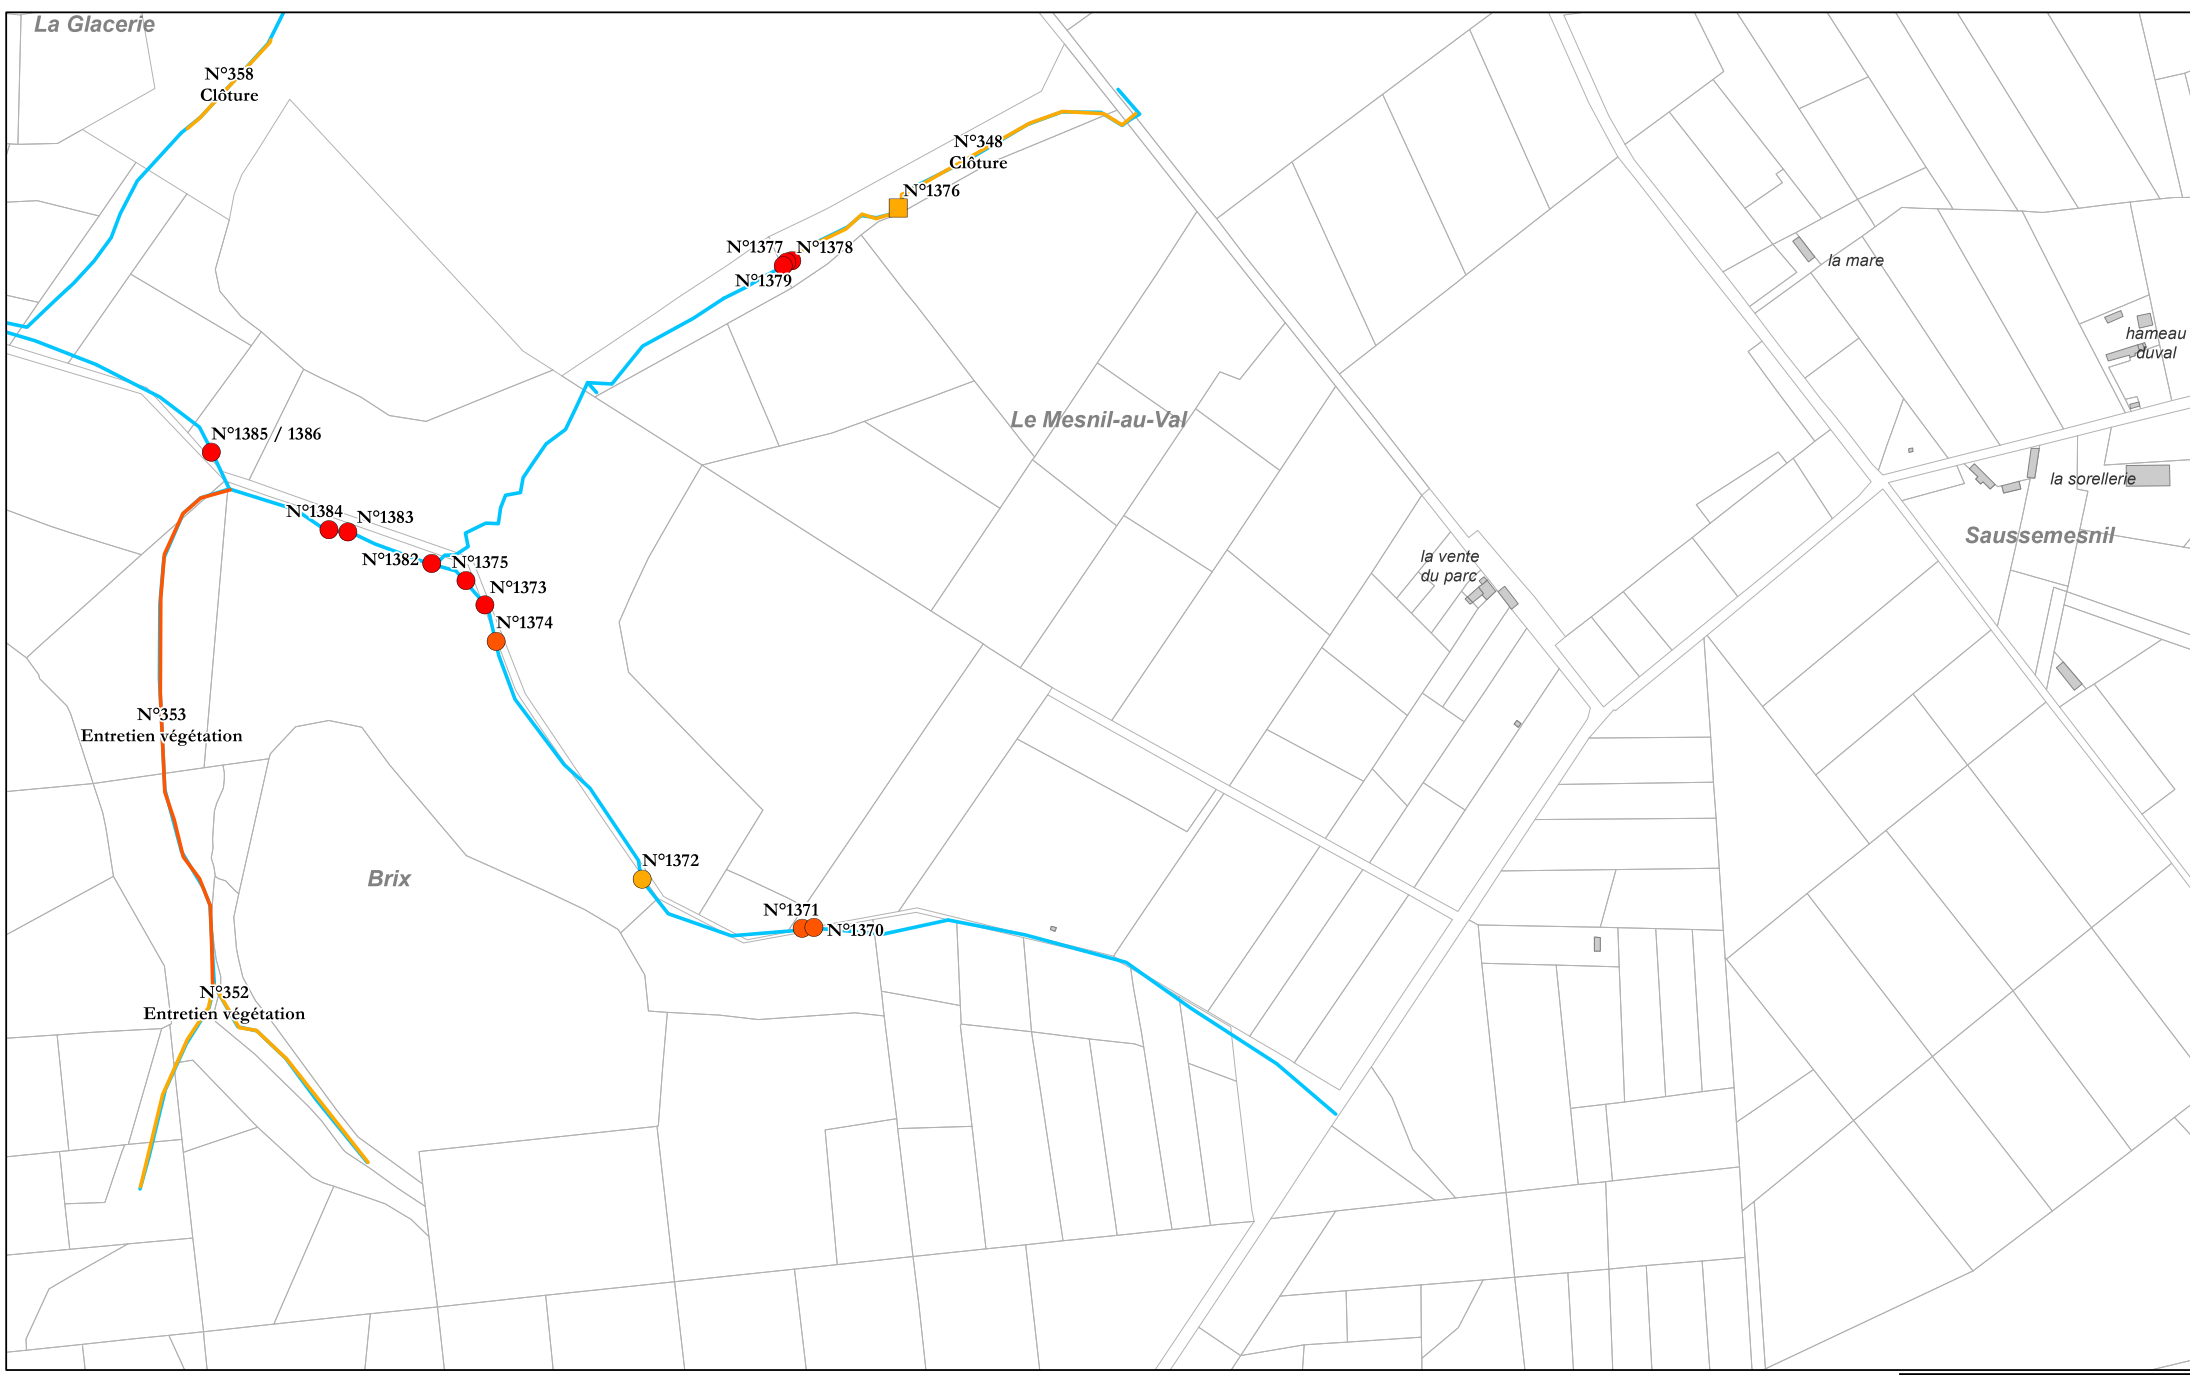 La Glacerie
N°358
Clôture
N°348
Clôture
N°1376
N°1377
N°1378
N°1379
la mare
hameau
duval
Le Mesnil-au-Val
N°1385 / 1386
la sorellerie
Saussemesnil
N°1384
N°1383
N°1382
N°1375
la vente
du parc
N°1373
N°1374
N°353
Entretien végétation
N°1372
Brix
N°1371
N°1370
N°352
Entretien végétation